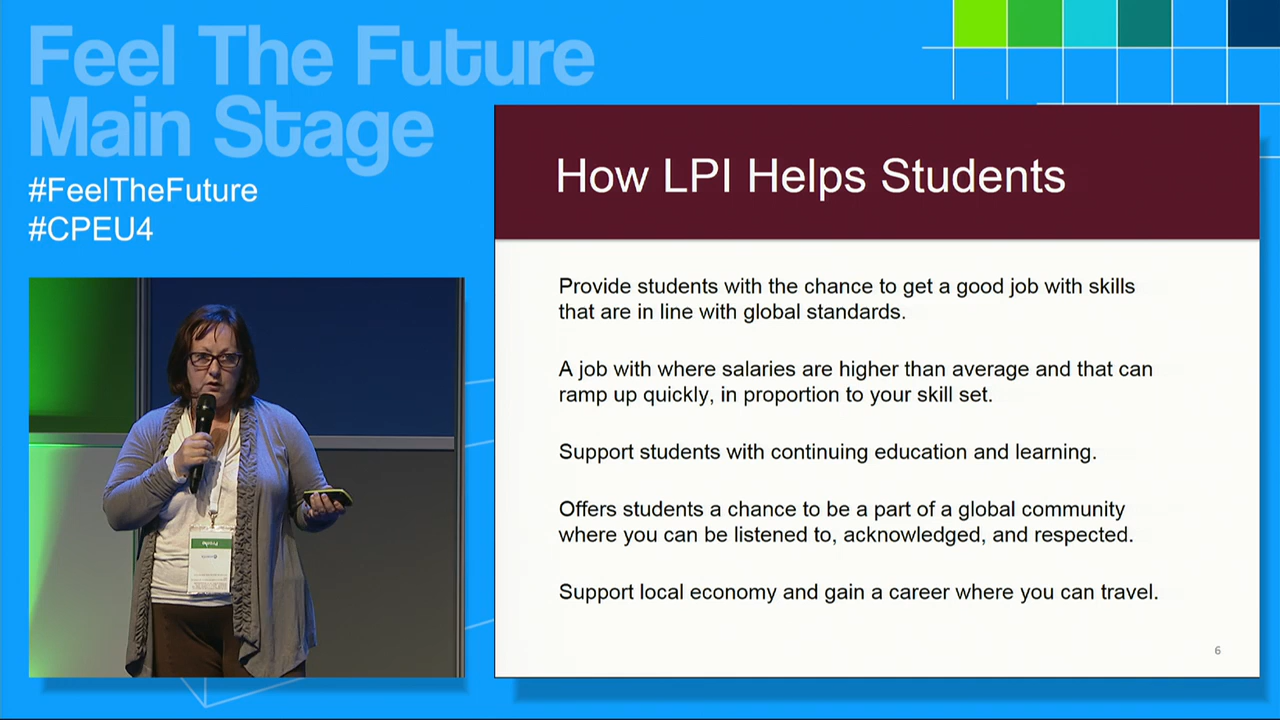 Feel The Future
Main Stage
#FeelTheFuture
#CPEU4
How LPI Helps Students
Provide students with the chance to get a good job with skills
that are in line with global standards.
A job with where salaries are higher than average and that can
ramp up quickly, in proportion to your skill set.
Support students with continuing education and learning.
Offers students a chance to be a part of a global community
where you can be listened to, acknowledged, and respected.
Support local economy and gain a career where you can travel.
6